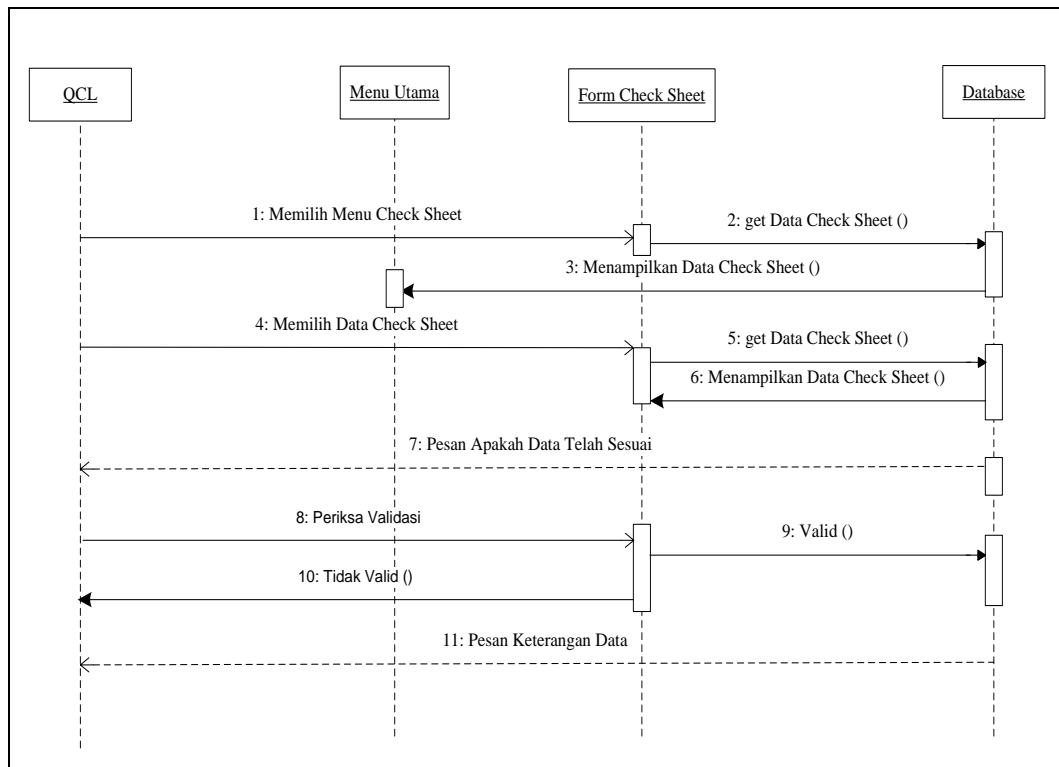 QCL
Menu Utama
Form Check Sheet
Database
1: Memilih Menu Check Sheet
2: get Data Check Sheet ()
3: Menampilkan Data Check Sheet ()
4: Memilih Data Check Sheet
5: get Data Check Sheet ()
6: Menampilkan Data Check Sheet ()
7: Pesan Apakah Data Telah Sesuai
8: Periksa Validasi
9: Valid ()
10: Tidak Valid ()
11: Pesan Keterangan Data